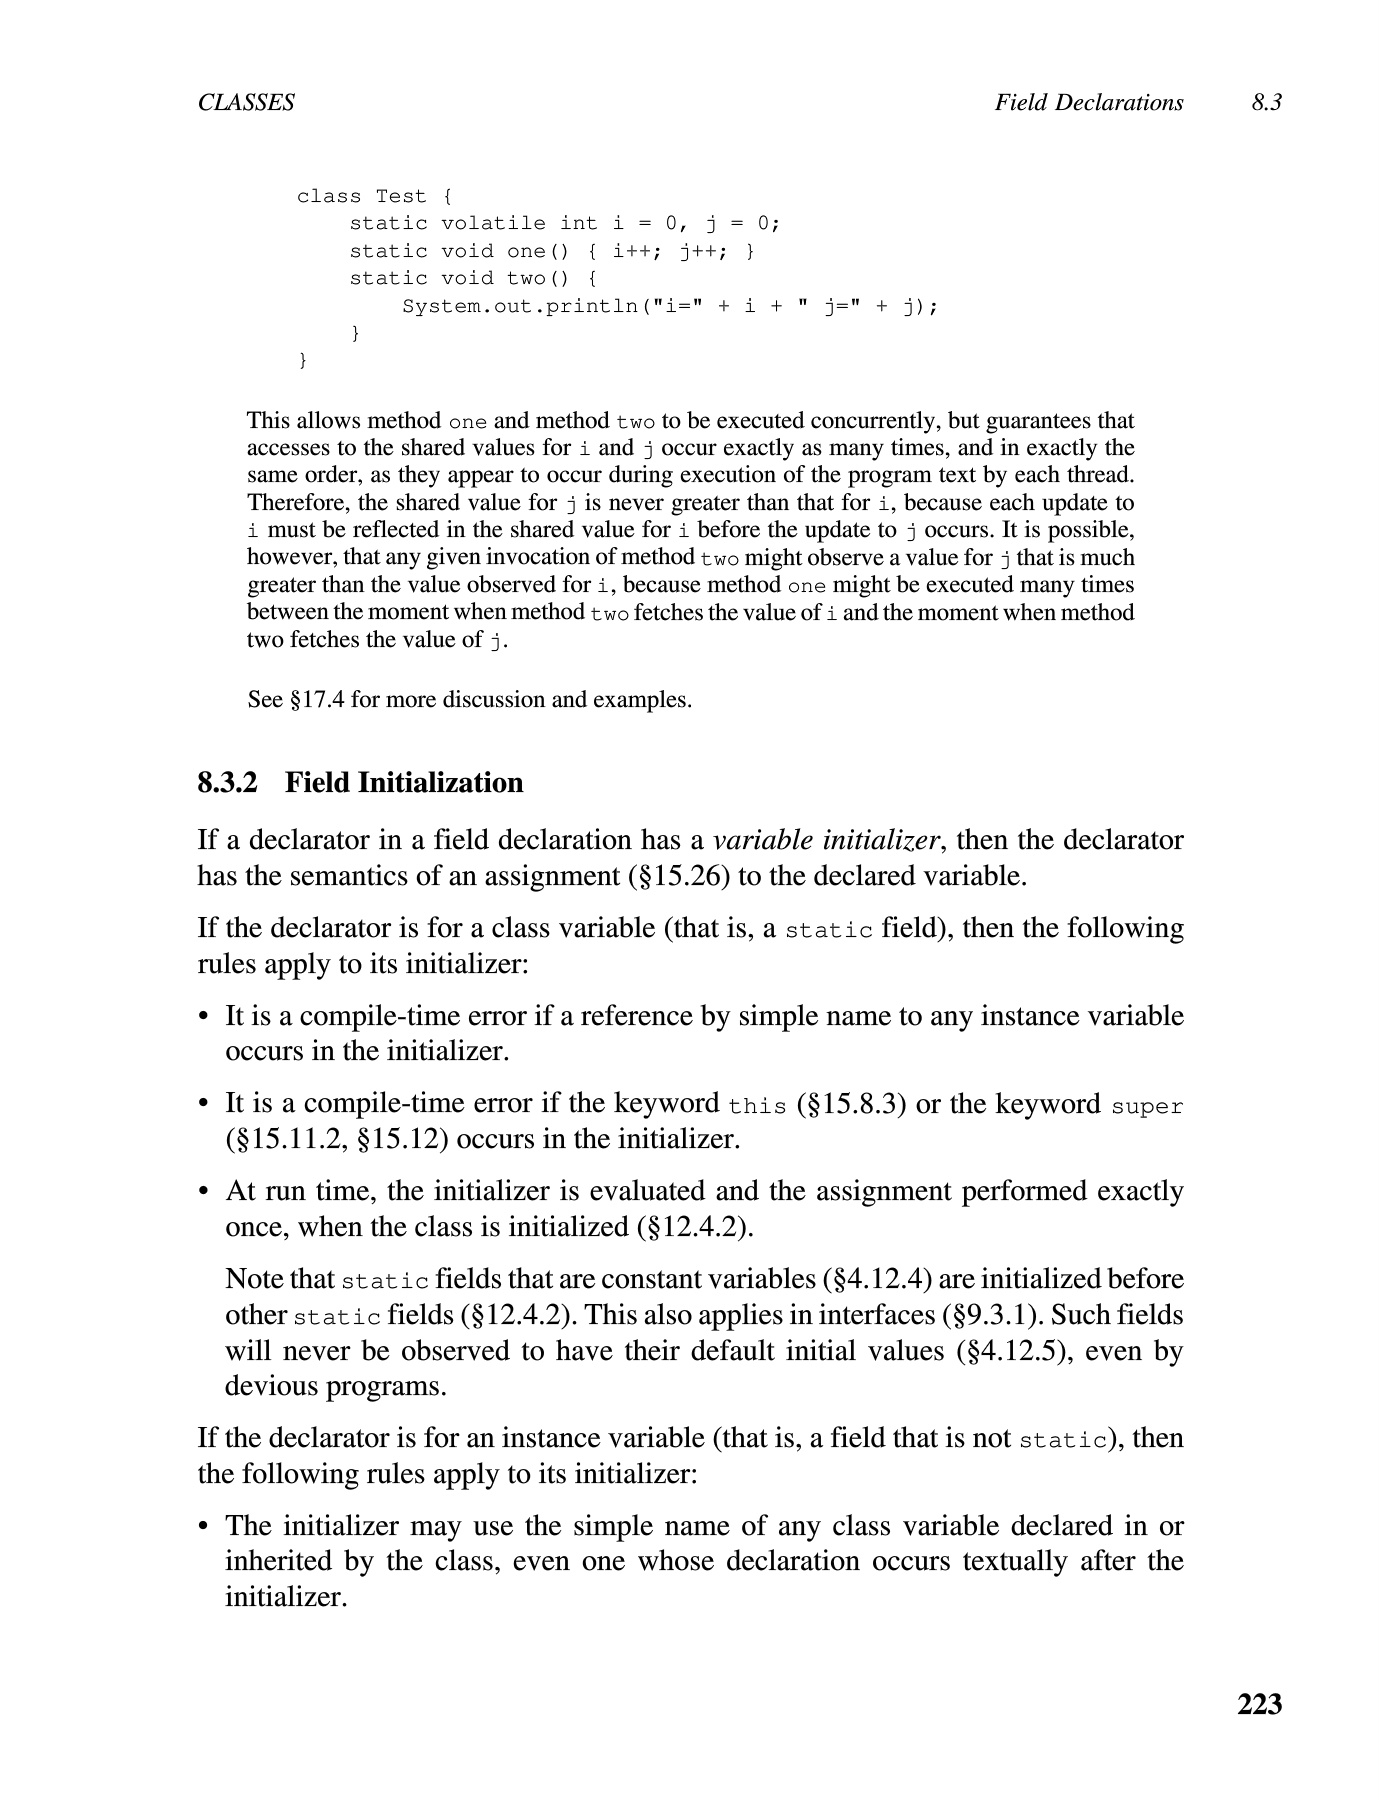 CLASSES Field Declarations 8.3
class Test {
    static volatile int i = 0, j = 0;
    static void one() { i++; j++; }
    static void two() {
        System.out.println("i=" + i + " j=" + j);
    }
}
This allows method one and method two to be executed concurrently, but guarantees that
accesses to the shared values for i and j occur exactly as many times, and in exactly the
same order, as they appear to occur during execution of the program text by each thread.
Therefore, the shared value for j is never greater than that for i, because each update to
i must be reflected in the shared value for i before the update to j occurs. It is possible,
however, that any given invocation of method two might observe a value for j that is much
greater than the value observed for i, because method one might be executed many times
between the moment when method two fetches the value of i and the moment when method
two fetches the value of j.
See §17.4 for more discussion and examples.
8.3.2 Field Initialization
If a declarator in a field declaration has a variable initializer, then the declarator
has the semantics of an assignment (§15.26) to the declared variable.
If the declarator is for a class variable (that is, a static field), then the following
rules apply to its initializer:
• It is a compile-time error if a reference by simple name to any instance variable
occurs in the initializer.
• It is a compile-time error if the keyword this (§15.8.3) or the keyword super
(§15.11.2, §15.12) occurs in the initializer.
• At run time, the initializer is evaluated and the assignment performed exactly
once, when the class is initialized (§12.4.2).
Note that static fields that are constant variables (§4.12.4) are initialized before
other static fields (§12.4.2). This also applies in interfaces (§9.3.1). Such fields
will never be observed to have their default initial values (§4.12.5), even by
devious programs.
If the declarator is for an instance variable (that is, a field that is not static), then
the following rules apply to its initializer:
• The initializer may use the simple name of any class variable declared in or
inherited by the class, even one whose declaration occurs textually after the
initializer.
223